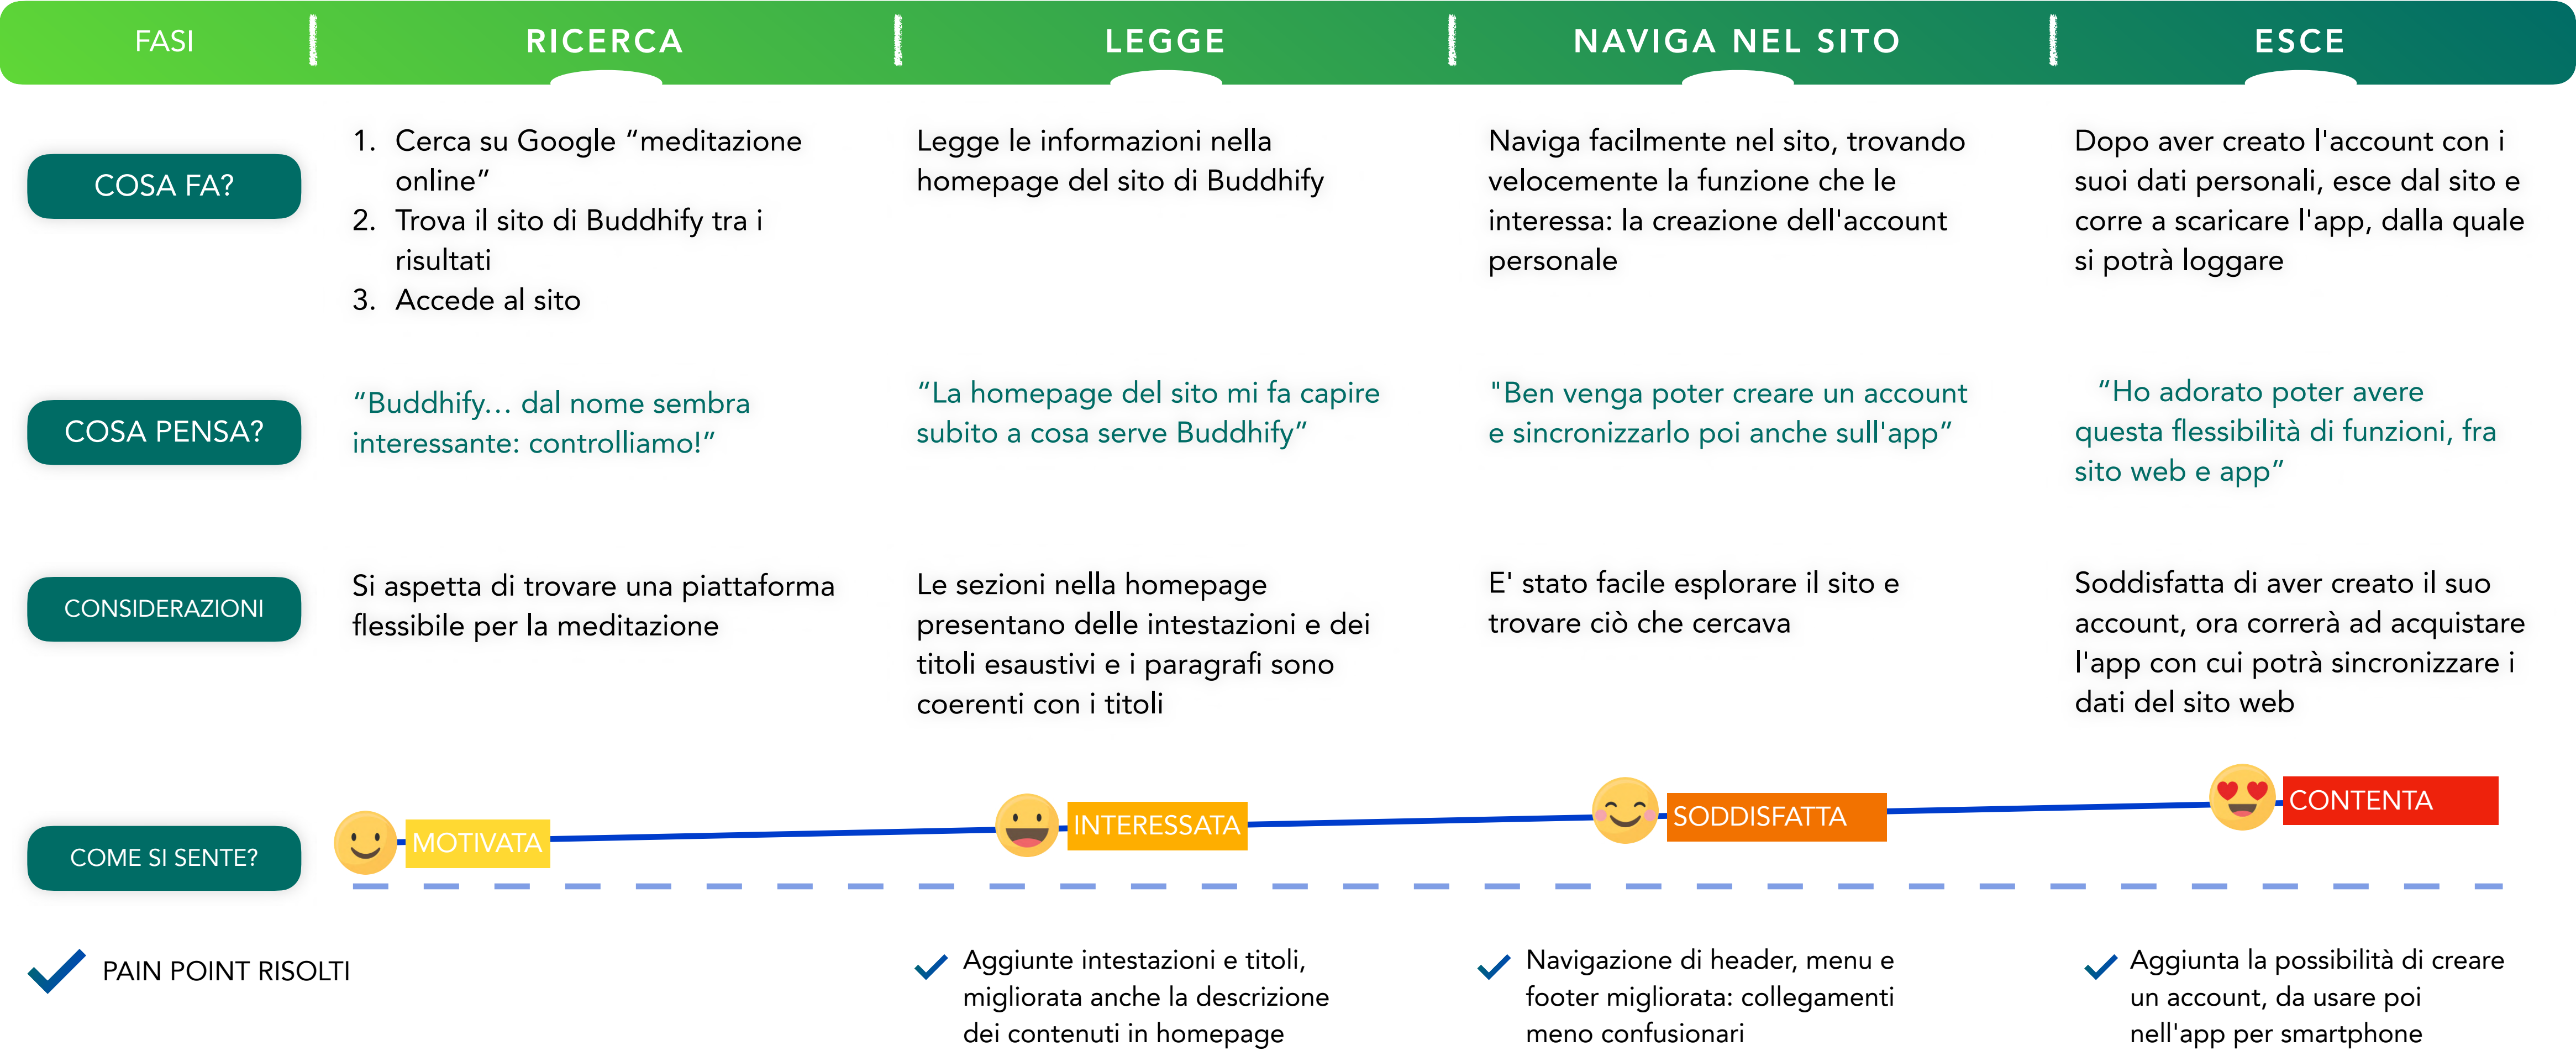 FASI
RICERCA
LEGGE
NAVIGA NEL SITO
ESCE
COSA FA?
1. Cerca su Google “meditazione
online”
2. Trova il sito di Buddhify tra i
risultati
3. Accede al sito
Legge le informazioni nella
homepage del sito di Buddhify
Naviga facilmente nel sito, trovando
velocemente la funzione che le
interessa: la creazione dell'account
personale
Dopo aver creato l'account con i
suoi dati personali, esce dal sito e
corre a scaricare l'app, dalla quale
si potrà loggare
COSA PENSA?
“Buddhify… dal nome sembra
interessante: controlliamo!”
“La homepage del sito mi fa capire
subito a cosa serve Buddhify”
"Ben venga poter creare un account
e sincronizzarlo poi anche sull'app”
“Ho adorato poter avere
questa flessibilità di funzioni, fra
sito web e app”
CONSIDERAZIONI
Si aspetta di trovare una piattaforma
flessibile per la meditazione
Le sezioni nella homepage
presentano delle intestazioni e dei
titoli esaustivi e i paragrafi sono
coerenti con i titoli
E' stato facile esplorare il sito e
trovare ciò che cercava
Soddisfatta di aver creato il suo
account, ora correrà ad acquistare
l'app con cui potrà sincronizzare i
dati del sito web
COME SI SENTE?
MOTIVATA
INTERESSATA
SODDISFATTA
CONTENTA
PAIN POINT RISOLTI
Aggiunte intestazioni e titoli,
migliorata anche la descrizione
dei contenuti in homepage
Navigazione di header, menu e
footer migliorata: collegamenti
meno confusionari
Aggiunta la possibilità di creare
un account, da usare poi
nell'app per smartphone